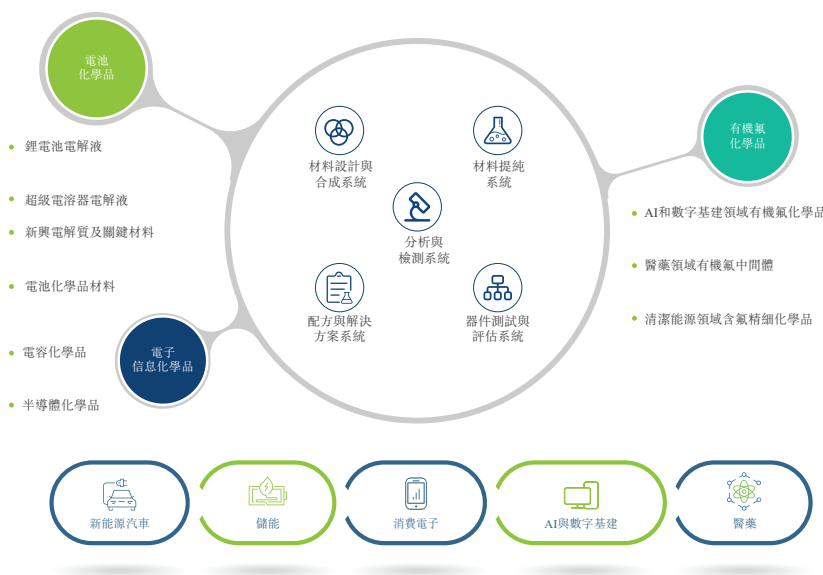 電池
化學品
鋰電池電解液
超級電溶器電解液
新興電解質及關鍵材料
電池化學品材料
電子
信息化學品
電容化學品
半導體化學品
材料設計與
合成系統
材料提純
系統
分析與
檢測系統
配方與解決
方案系統
器件測試與
評估系統
有機氟
化學品
AI和數字基建領域有機氟化學品
醫藥領域有機氟中間體
清潔能源领域含氟精細化學品
新能源汽車
儲能
消費電子
AI與數字基建
醫藥